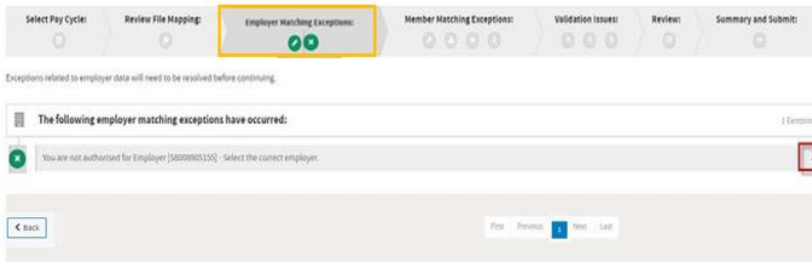 Select Pay Cycle:
Review File Mapping:
Employer Matching Exceptions:
Member Matching Exceptions:
Validation Issues:
Review:
Summary and Submit:
Exceptions related to employer data will need to be resolved before continuing.
The following employer matching exceptions have occurred:
1 Exception
You are not authorised for Employer [58008905155] - Select the correct employer.
Back
First Previous 1 Next Last